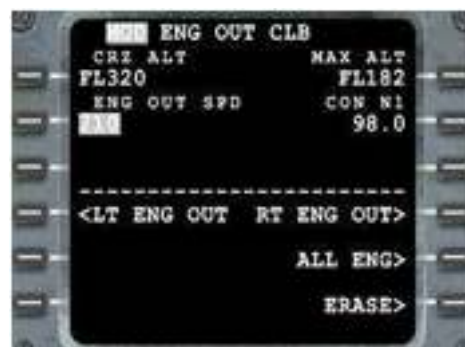 MOD ENG OUT CLB
CRZ ALT MAX ALT
FL320 FL182
ENG OUT SPD CON N1
210 98.0
------------------------
<LT ENG OUT RT ENG OUT>
ALL ENG>
ERASE>